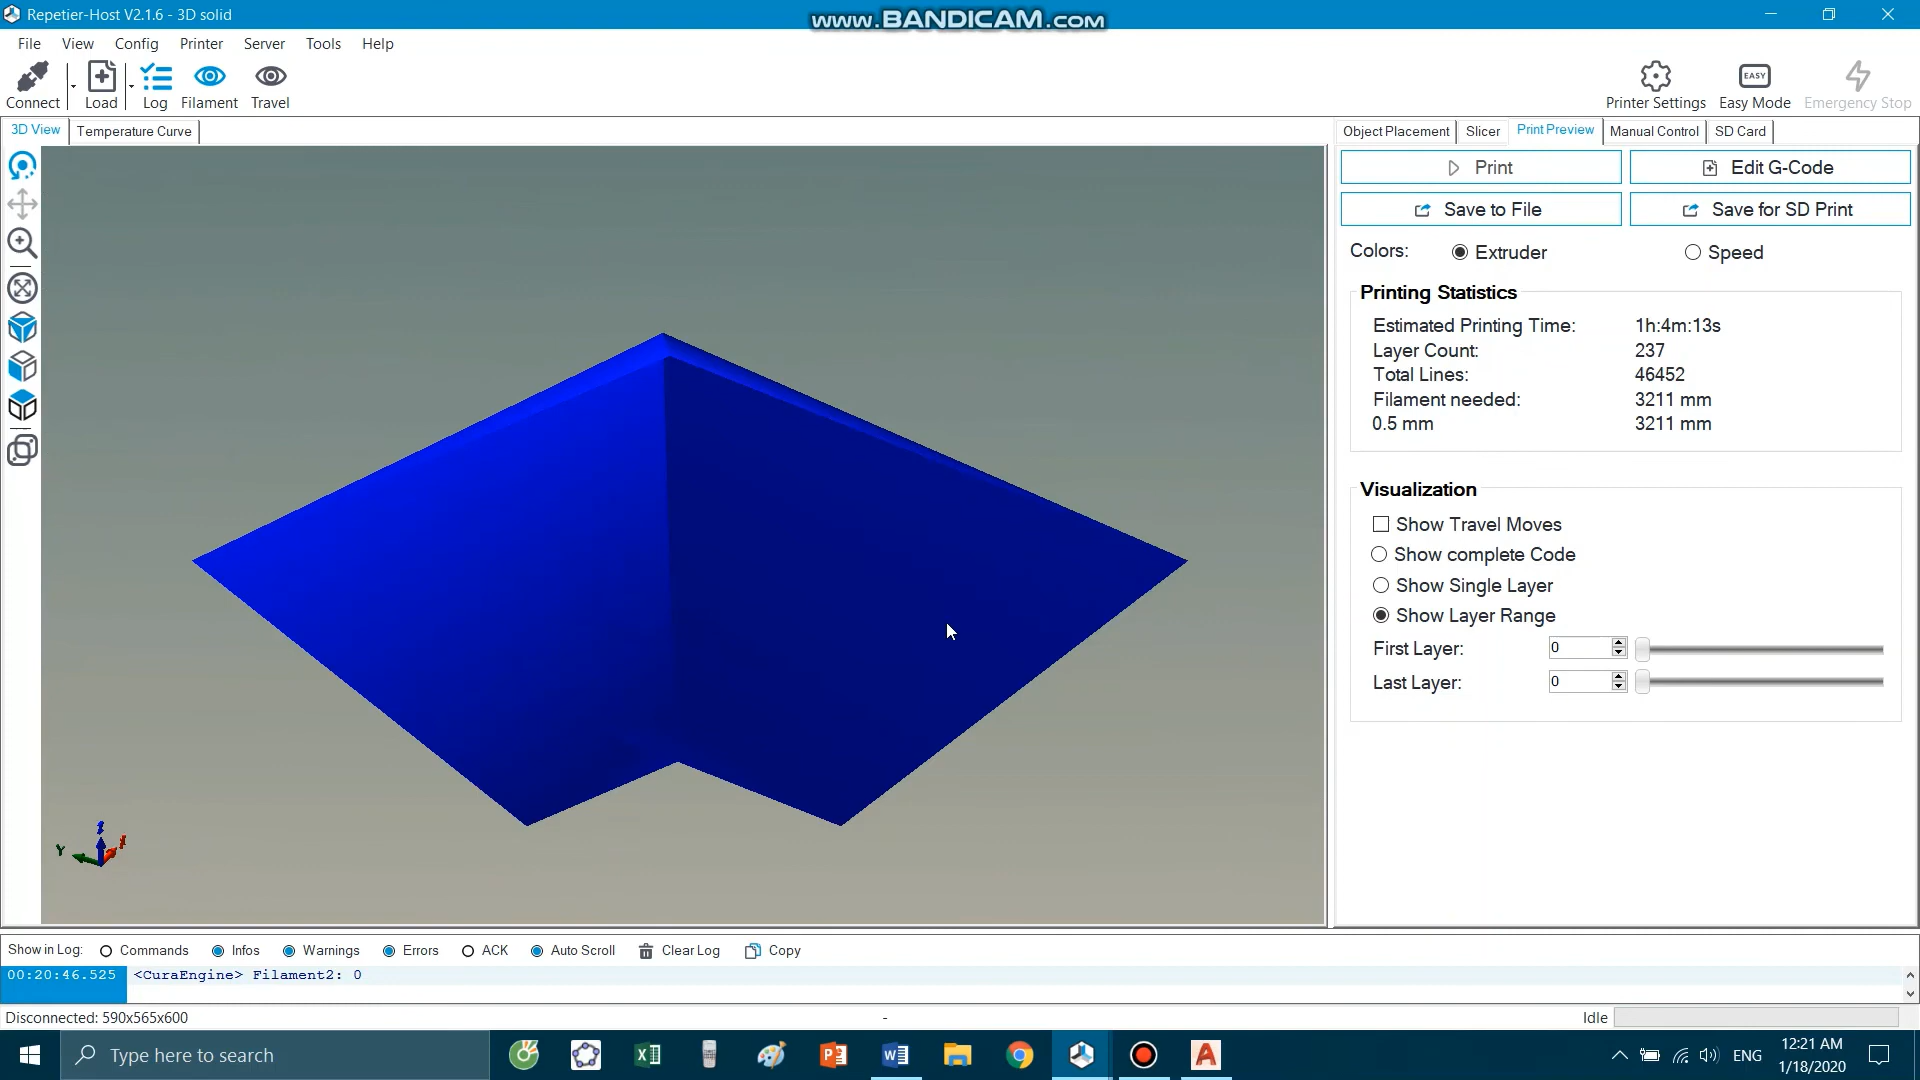 Repetier-Host V2.1.6 - 3D solid
www.BANDICAM.com
File View Config Printer Server Tools Help
Connect Load Log Filament Travel
Printer Settings Easy Mode Emergency Stop
EASY
3D View Temperature Curve
Object Placement Slicer Print Preview Manual Control SD Card
Print Edit G-Code
Save to File Save for SD Print
Colors: Extruder Speed
Printing Statistics
Estimated Printing Time: 1h:4m:13s
Layer Count: 237
Total Lines: 46452
Filament needed: 3211 mm
0.5 mm 3211 mm
Visualization
Show Travel Moves
Show complete Code
Show Single Layer
Show Layer Range
First Layer: 0
Last Layer: 0
Y
Show in Log: Commands Infos Warnings Errors ACK Auto Scroll Clear Log Copy
00:20:46.525 <CuraEngine> Filament2: 0
Disconnected: 590x565x600 - Idle
Type here to search
ENG
12:21 AM
1/18/2020